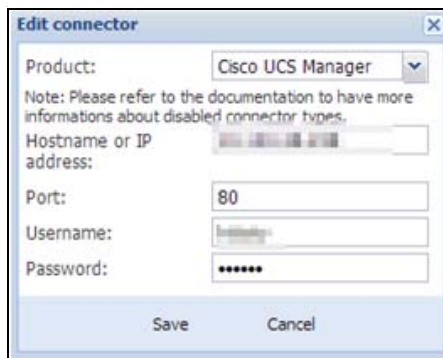 Edit connector
Product: Cisco UCS Manager
Note: Please refer to the documentation to have more
informations about disabled connector types.
Hostname or IP
address:
Port: 80
Username:
Password: ••••••
Save Cancel